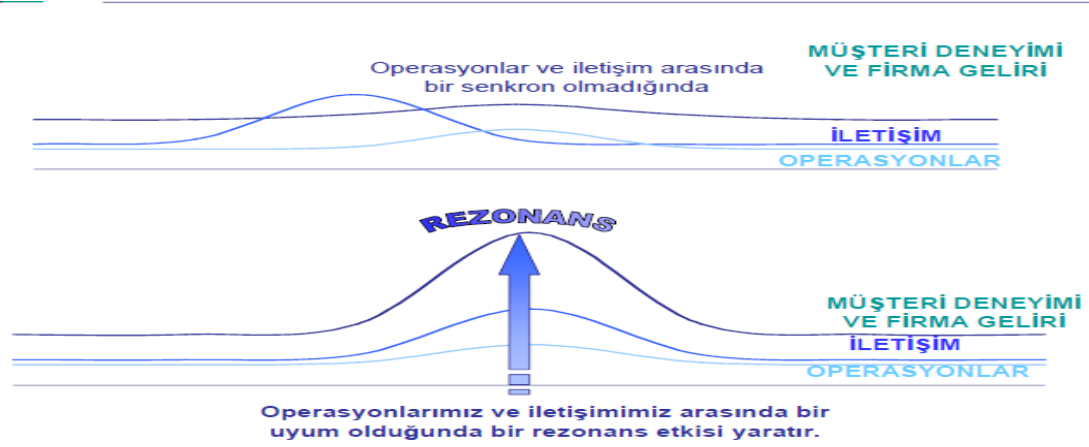 MÜŞTERİ DENEYİMİ
VE FİRMA GELİRİ
Operasyonlar ve iletişim arasında
bir senkron olmadığında
İLETİŞİM
OPERASYONLAR
REZONANS
MÜŞTERİ DENEYİMİ
VE FİRMA GELİRİ
İLETİŞİM
OPERASYONLAR
Operasyonlarımız ve iletişimimiz arasında bir
uyum olduğunda bir rezonans etkisi yaratır.